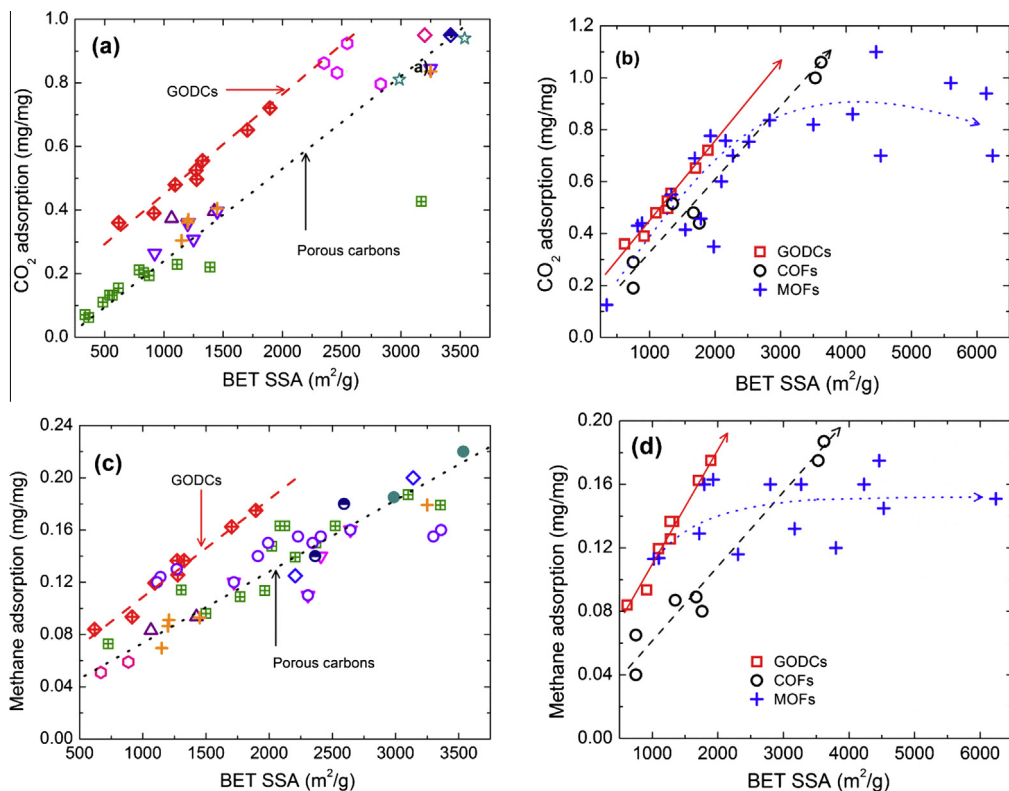 (a)
GODCs
a)
Porous carbons
CO2 adsorption (mg/mg)
0.0
0.2
0.4
0.6
0.8
1.0
500
1000
1500
2000
2500
3000
3500
BET SSA (m²/g)
(b)
GODCs
COFs
MOFs
CO2 adsorption (mg/mg)
0.0
0.2
0.4
0.6
0.8
1.0
1.2
1000
2000
3000
4000
5000
6000
BET SSA (m²/g)
(c)
GODCs
Porous carbons
Methane adsorption (mg/mg)
0.00
0.04
0.08
0.12
0.16
0.20
0.24
500
1000
1500
2000
2500
3000
3500
BET SSA (m²/g)
(d)
GODCs
COFs
MOFs
Methane adsorption (mg/mg)
0.00
0.04
0.08
0.12
0.16
0.20
1000
2000
3000
4000
5000
6000
BET SSA (m²/g)